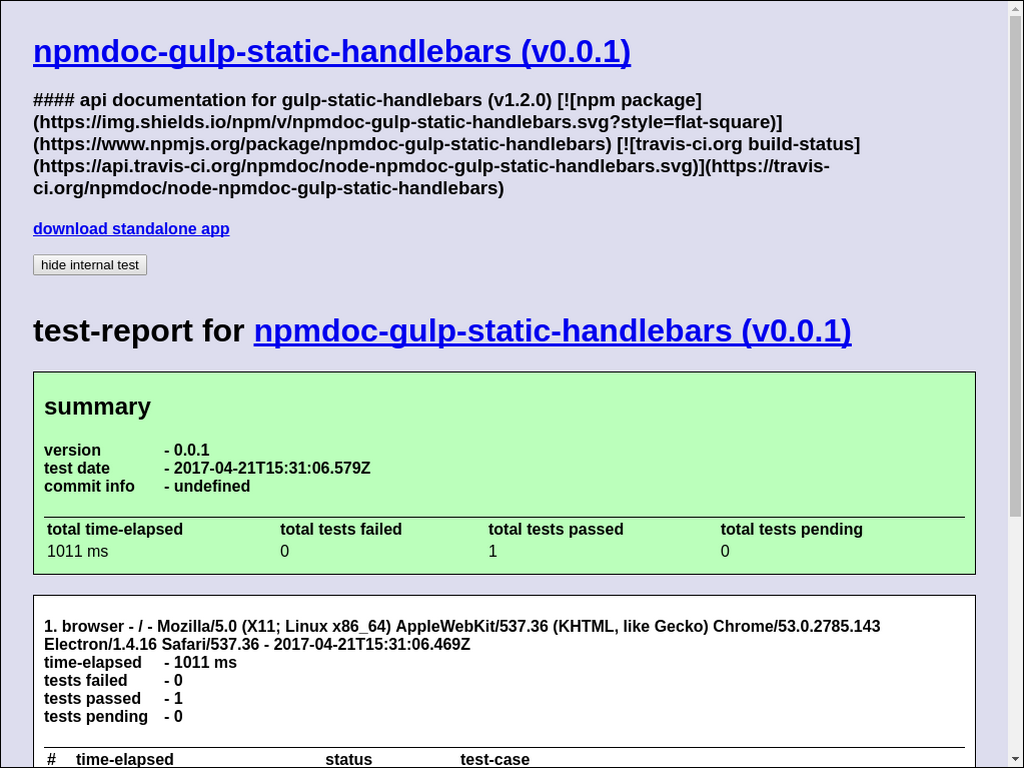 npmdoc-gulp-static-handlebars (v0.0.1)
#### api documentation for gulp-static-handlebars (v1.2.0) [![npm package]
(https://img.shields.io/npm/v/npmdoc-gulp-static-handlebars.svg?style=flat-square)]
(https://www.npmjs.org/package/npmdoc-gulp-static-handlebars) [![travis-ci.org build-status]
(https://api.travis-ci.org/npmdoc/node-npmdoc-gulp-static-handlebars.svg)](https://travis-
ci.org/npmdoc/node-npmdoc-gulp-static-handlebars)
download standalone app
hide internal test
test-report for npmdoc-gulp-static-handlebars (v0.0.1)
summary
version - 0.0.1
test date - 2017-04-21T15:31:06.579Z
commit info - undefined
total time-elapsed total tests failed total tests passed total tests pending
1011 ms 0 1 0
1. browser - / - Mozilla/5.0 (X11; Linux x86_64) AppleWebKit/537.36 (KHTML, like Gecko) Chrome/53.0.2785.143
Electron/1.4.16 Safari/537.36 - 2017-04-21T15:31:06.469Z
time-elapsed - 1011 ms
tests failed - 0
tests passed - 1
tests pending - 0
# time-elapsed status test-case